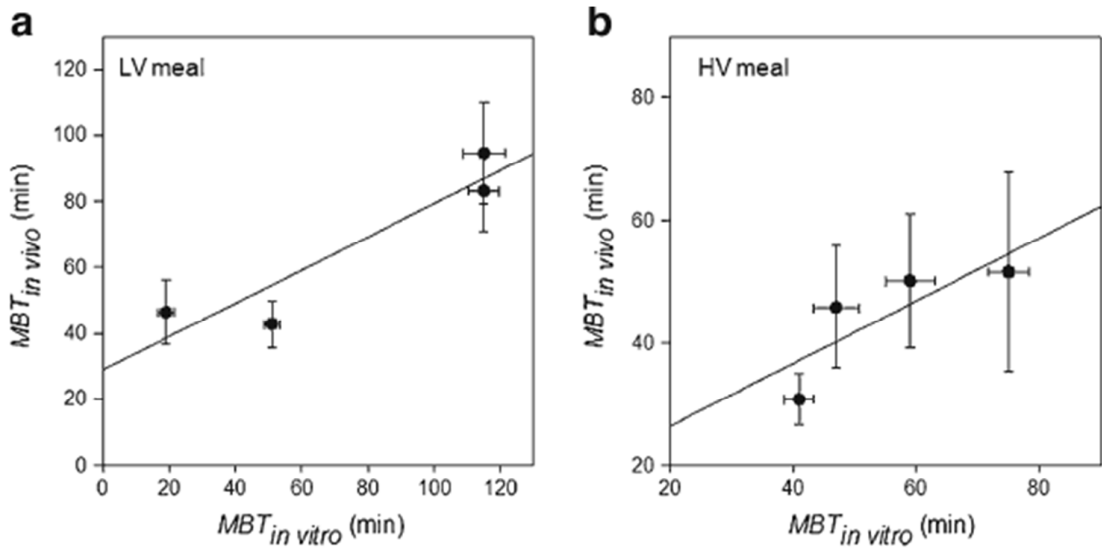 a
LV meal
120
100
80
60
40
20
0
MBT in vivo (min)
0 20 40 60 80 100 120
MBT in vitro (min)
b
HV meal
80
60
40
20
MBT in vivo (min)
20 40 60 80
MBT in vitro (min)